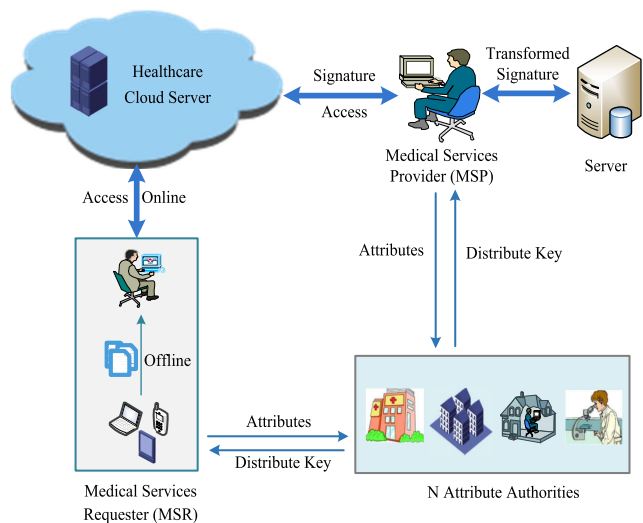 Healthcare
Cloud Server
Signature
Access
Transformed
Signature
Medical Services
Provider (MSP)
Server
Access
Online
Attributes
Distribute Key
Offline
Attributes
Distribute Key
Medical Services
Requester (MSR)
N Attribute Authorities